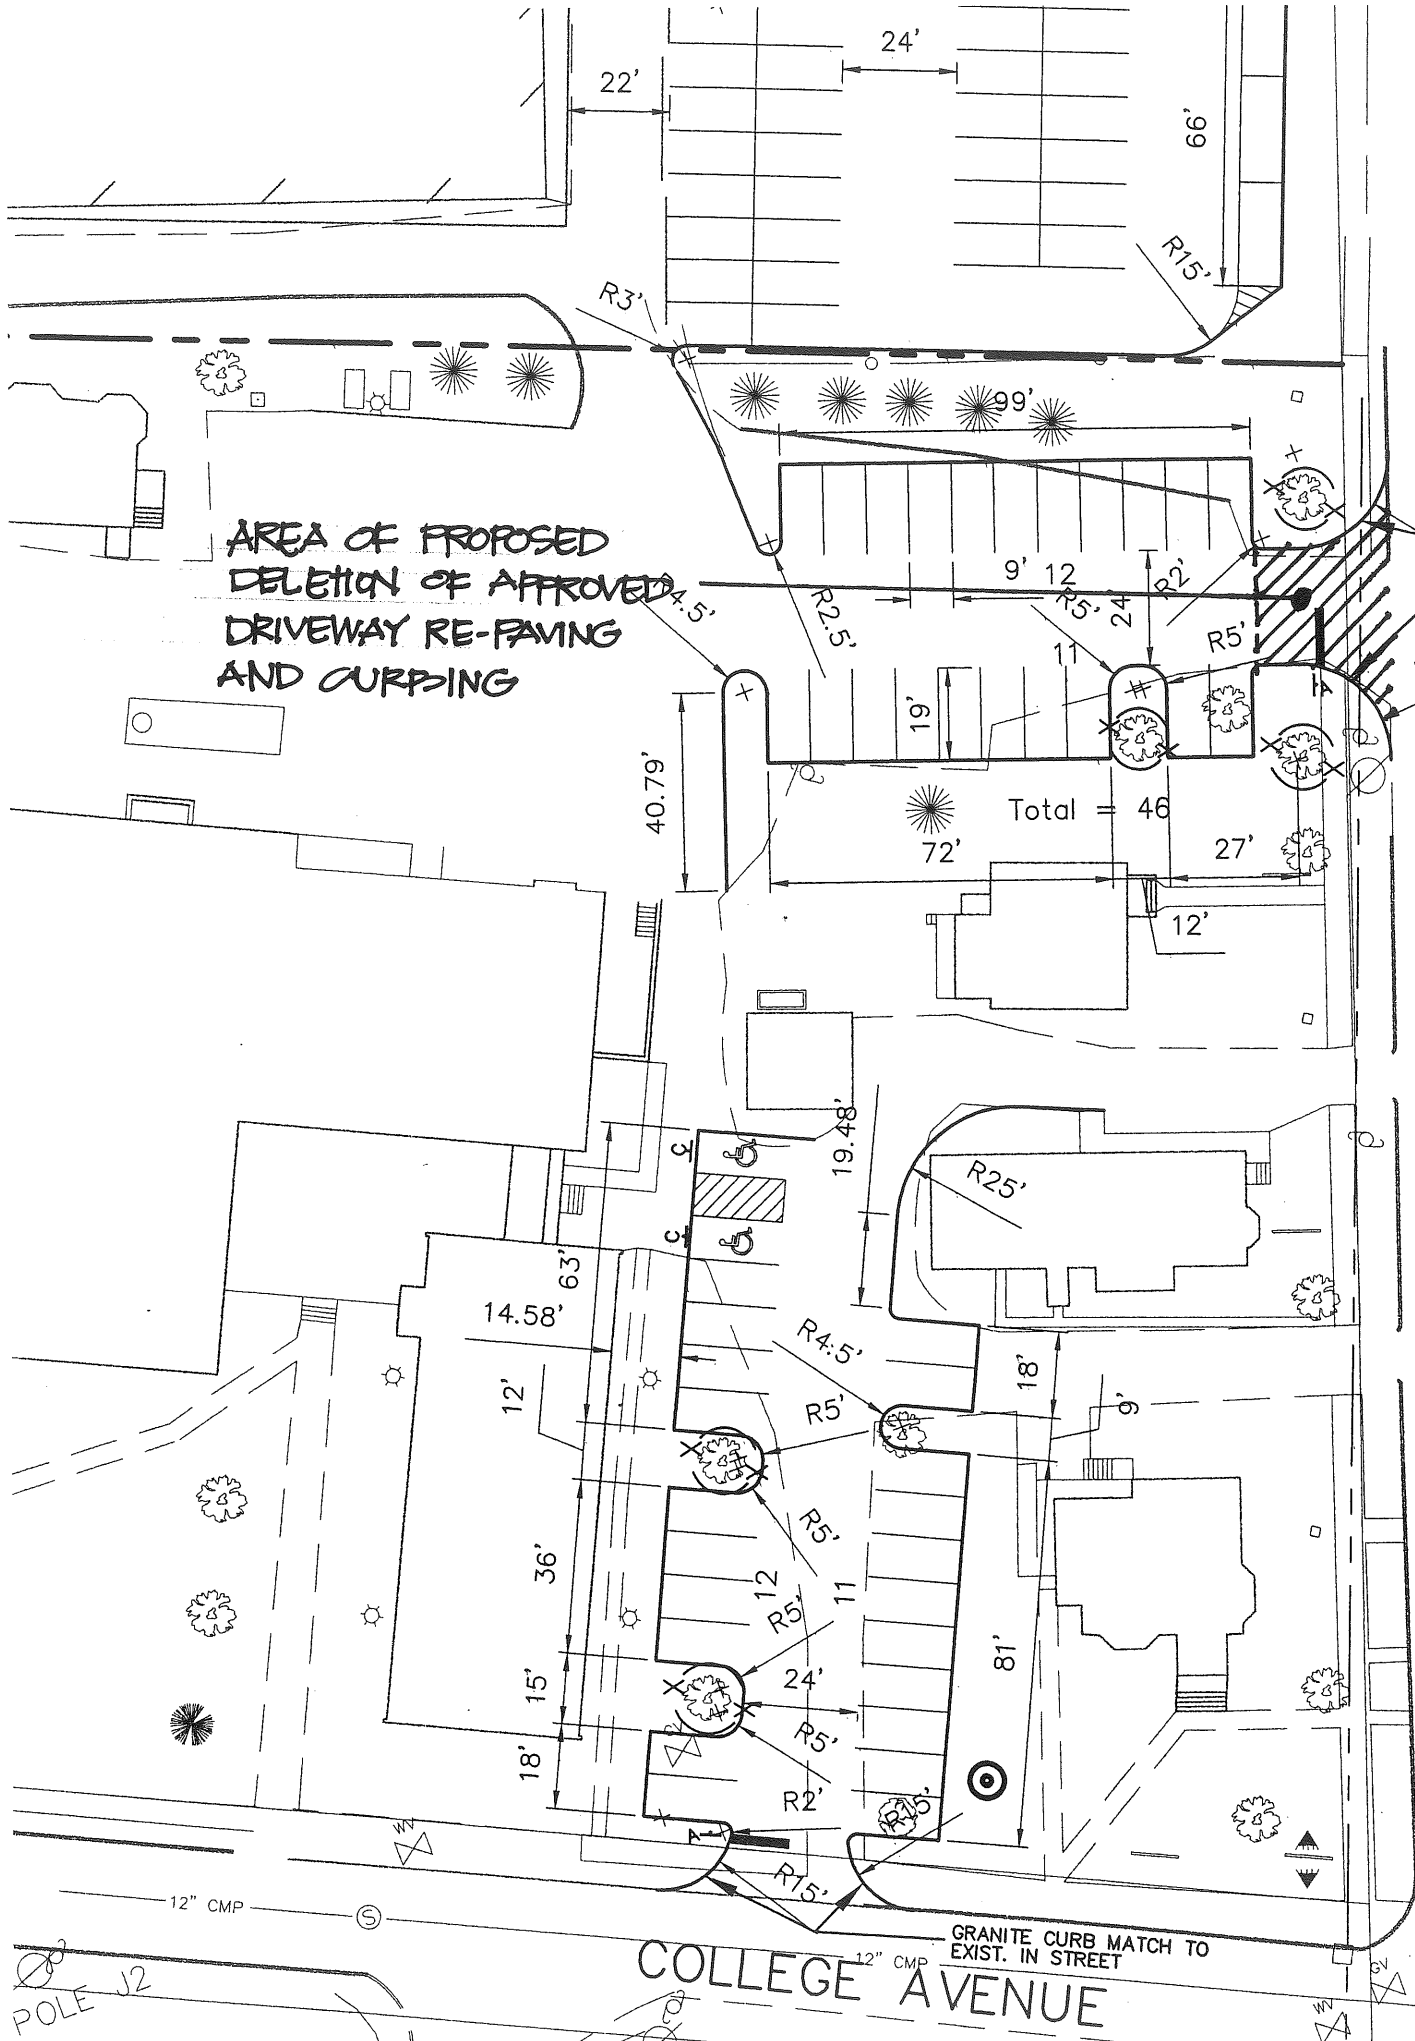 24'
22'
66'
R15'
R3'
99'
AREA OF PROPOSED
DELETION OF APPROVED
DRIVEWAY RE-PAVING
AND CURBING
4.5'
R2.5'
9'
12
R5'
24'
R2'
R5'
11
A
19'
40.79'
Total = 46
72'
27'
12'
19.48'
C
R25'
C
63'
14.58'
R4.5'
18'
12'
R5'
9'
R5'
36'
12
11
R5'
81'
15'
24'
R5'
18'
R2'
R15'
A
R15'
WV
12" CMP
S
GRANITE CURB MATCH TO
EXIST. IN STREET
COLLEGE AVENUE
12" CMP
GV
WV
POLE J2